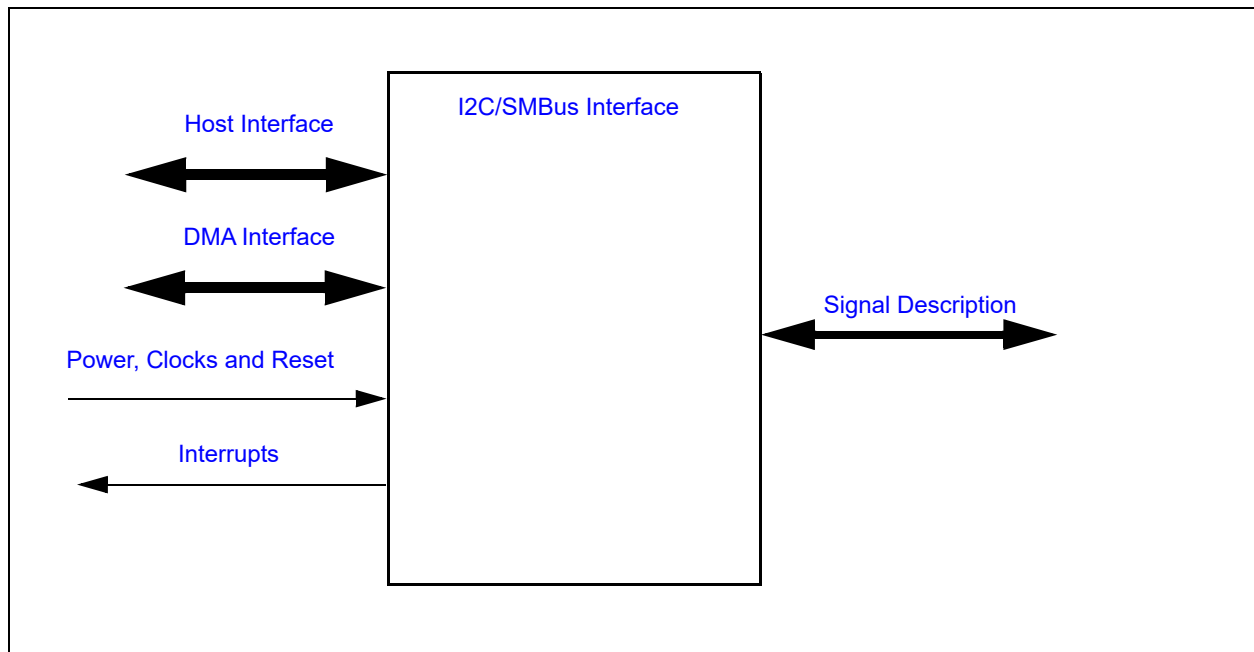 I2C/SMBus Interface
Host Interface
DMA Interface
Signal Description
Power, Clocks and Reset
Interrupts